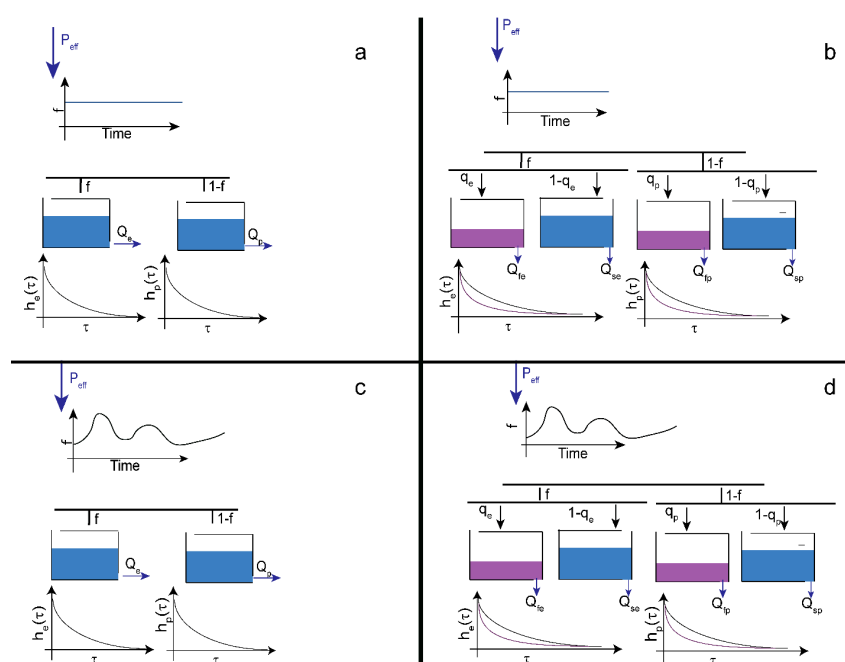 a
P_eff
f
Time
f 1-f
Q_e Q_p
h_e(τ) h_p(τ)
τ τ
b
P_eff
f
Time
f 1-f
q_e 1-q_e q_p 1-q_p
Q_fe Q_se Q_fp Q_sp
h_e(τ) h_p(τ)
τ τ
c
P_eff
f
Time
f 1-f
Q_e Q_p
h_e(τ) h_p(τ)
τ τ
d
P_eff
f
Time
f 1-f
q_e 1-q_e q_p 1-q_p
Q_fe Q_se Q_fp Q_sp
h_e(τ) h_p(τ)
τ τ